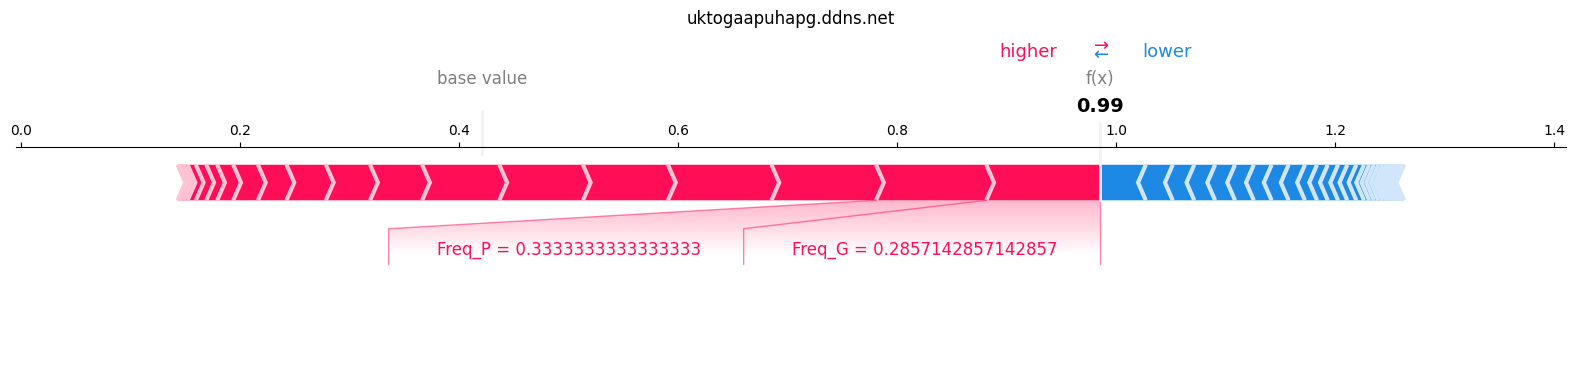 uktogaapuhapg.ddns.net
higher ⇄ lower
base value f(x)
0.99
0.0 0.2 0.4 0.6 0.8 1.0 1.2 1.4
Freq_P = 0.3333333333333333 Freq_G = 0.2857142857142857